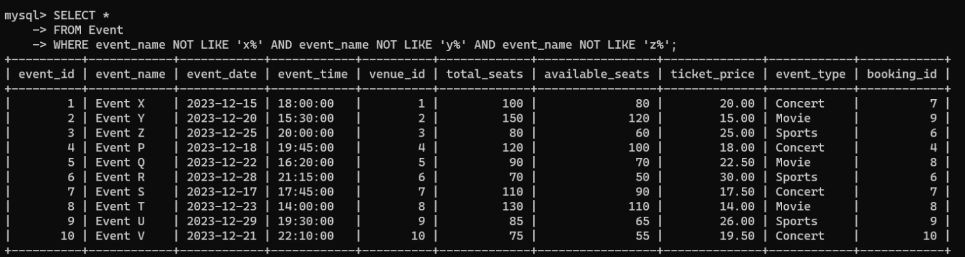 mysql> SELECT *
    -> FROM Event
    -> WHERE event_name NOT LIKE 'x%' AND event_name NOT LIKE 'y%' AND event_name NOT LIKE 'z%';
+----------+------------+------------+------------+----------+-------------+-----------------+--------------+------------+------------+
| event_id | event_name | event_date | event_time | venue_id | total_seats | available_seats | ticket_price | event_type | booking_id |
+----------+------------+------------+------------+----------+-------------+-----------------+--------------+------------+------------+
|        1 | Event X    | 2023-12-15 | 18:00:00   |        1 |         100 |              80 |        20.00 | Concert    |          7 |
|        2 | Event Y    | 2023-12-20 | 15:30:00   |        2 |         150 |             120 |        15.00 | Movie      |          9 |
|        3 | Event Z    | 2023-12-25 | 20:00:00   |        3 |          80 |              60 |        25.00 | Sports     |          6 |
|        4 | Event P    | 2023-12-18 | 19:45:00   |        4 |         120 |             100 |        18.00 | Concert    |          4 |
|        5 | Event Q    | 2023-12-22 | 16:20:00   |        5 |          90 |              70 |        22.50 | Movie      |          8 |
|        6 | Event R    | 2023-12-28 | 21:15:00   |        6 |          70 |              50 |        30.00 | Sports     |          6 |
|        7 | Event S    | 2023-12-17 | 17:45:00   |        7 |         110 |              90 |        17.50 | Concert    |          7 |
|        8 | Event T    | 2023-12-23 | 14:00:00   |        8 |         130 |             110 |        14.00 | Movie      |          8 |
|        9 | Event U    | 2023-12-29 | 19:30:00   |        9 |          85 |              65 |        26.00 | Sports     |          9 |
|       10 | Event V    | 2023-12-21 | 22:10:00   |       10 |          75 |              55 |        19.50 | Concert    |         10 |
+----------+------------+------------+------------+----------+-------------+-----------------+--------------+------------+------------+